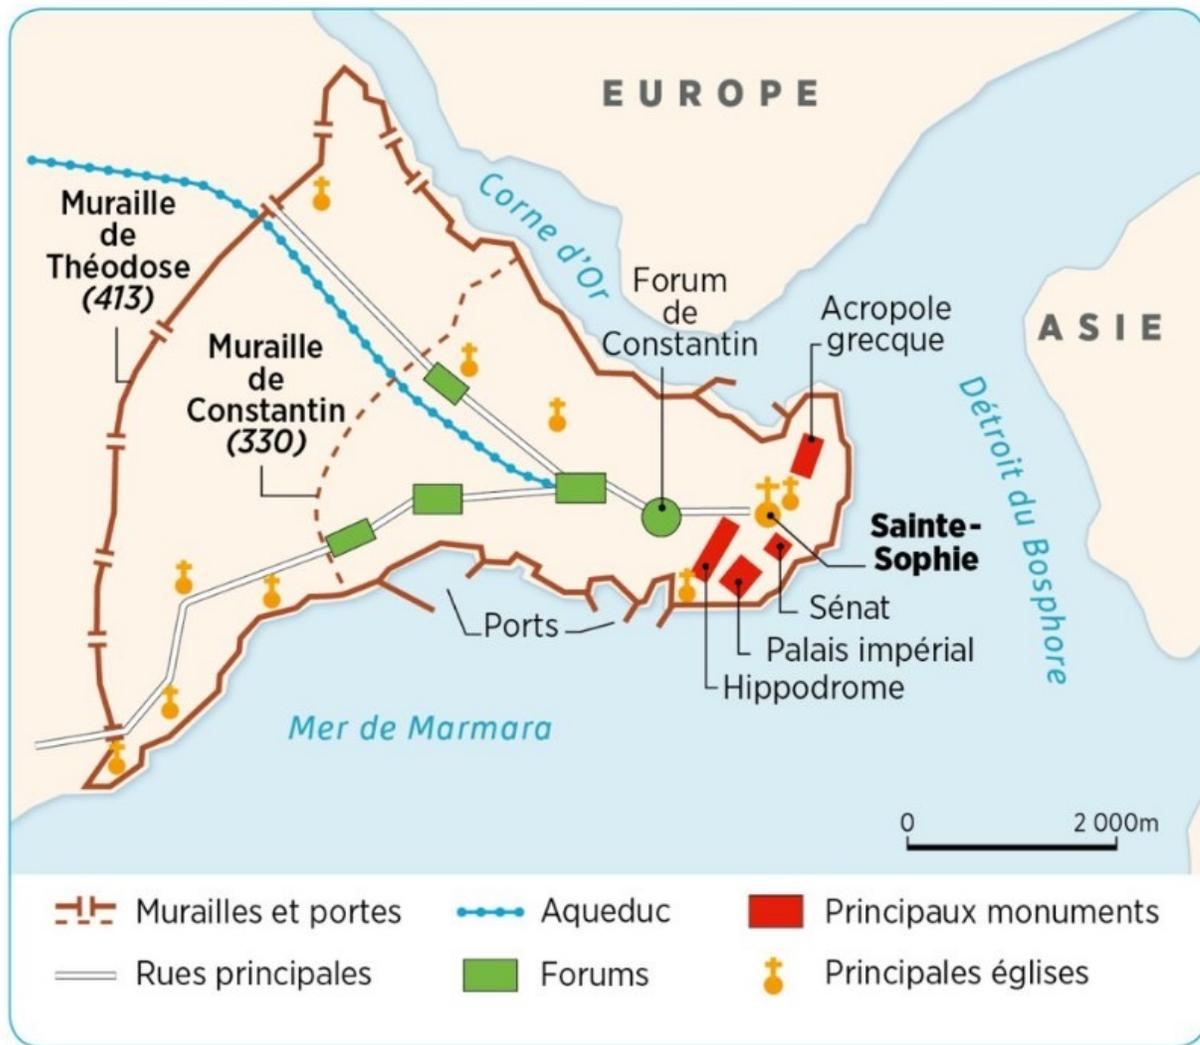 EUROPE
Corne d'Or
Muraille
de
Théodose
(413)
Forum
de
Constantin
Acropole
grecque
ASIE
Muraille
de
Constantin
(330)
Détroit du Bosphore
Sainte-
Sophie
Ports
Sénat
Palais impérial
Hippodrome
Mer de Marmara
0 2 000m
Murailles et portes
Aqueduc
Principaux monuments
Rues principales
Forums
Principales églises